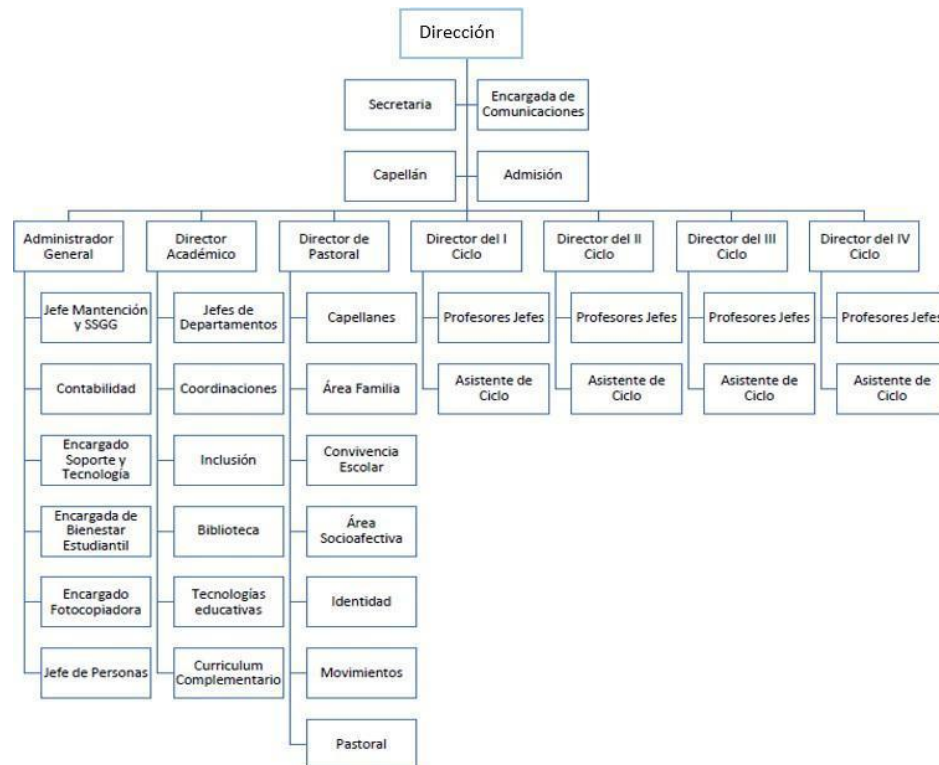 Dirección
Secretaria
Encargada de
Comunicaciones
Capellán
Admisión
Administrador
General
Director
Académico
Director de
Pastoral
Director del I
Ciclo
Director del II
Ciclo
Director del III
Ciclo
Director del IV
Ciclo
Jefe Mantención
y SSGG
Jefes de
Departamentos
Capellanes
Profesores Jefes
Profesores Jefes
Profesores Jefes
Profesores Jefes
Contabilidad
Coordinaciones
Área Familia
Asistente de
Ciclo
Asistente de
Ciclo
Asistente de
Ciclo
Asistente de
Ciclo
Encargado
Soporte y
Tecnología
Inclusión
Convivencia
Escolar
Encargada de
Bienestar
Estudiantil
Biblioteca
Área
Socioafectiva
Encargado
Fotocopiadora
Tecnologías
educativas
Identidad
Jefe de Personas
Curriculum
Complementario
Movimientos
Pastoral